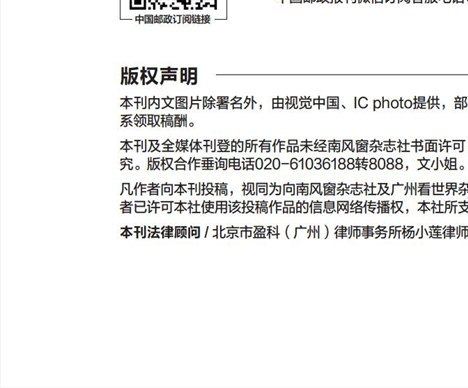 中国邮政订阅链接
版权声明
本刊内文图片除署名外，由视觉中国、IC photo提供，部
系领取稿酬。
本刊及全媒体刊登的所有作品未经南风窗杂志社书面许可
究。版权合作垂询电话020-61036188转8088，文小姐。
凡作者向本刊投稿，视同为向南风窗杂志社及广州看世界杂
者已许可本社使用该投稿作品的信息网络传播权，本社所支
本刊法律顾问 / 北京市盈科（广州）律师事务所杨小莲律师